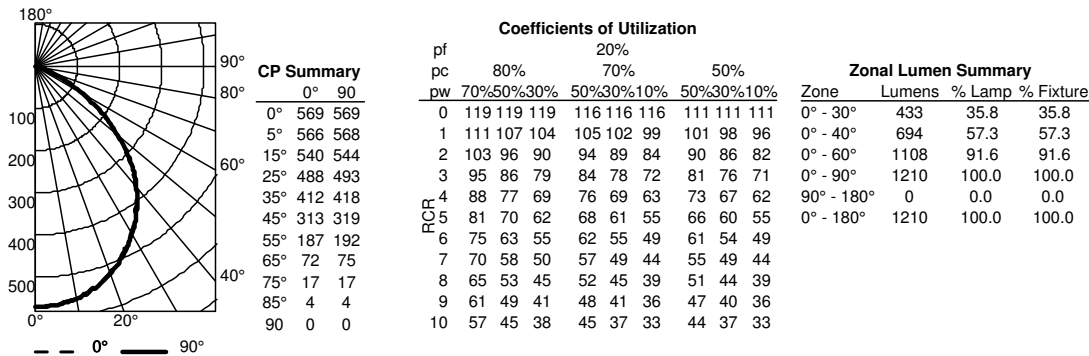 180°
90°
80°
60°
40°
100
200
300
400
500
0° 20°
0° 90°
CP Summary
0° 90
0° 569 569
5° 566 568
15° 540 544
25° 488 493
35° 412 418
45° 313 319
55° 187 192
65° 72 75
75° 17 17
85° 4 4
90 0 0
Coefficients of Utilization
pf 20%
pc 80% 70% 50%
pw 70%50%30% 50%30%10% 50%30%10%
RCR
0 119 119 119 116 116 116 111 111 111
1 111 107 104 105 102 99 101 98 96
2 103 96 90 94 89 84 90 86 82
3 95 86 79 84 78 72 81 76 71
4 88 77 69 76 69 63 73 67 62
5 81 70 62 68 61 55 66 60 55
6 75 63 55 62 55 49 61 54 49
7 70 58 50 57 49 44 55 49 44
8 65 53 45 52 45 39 51 44 39
9 61 49 41 48 41 36 47 40 36
10 57 45 38 45 37 33 44 37 33
Zonal Lumen Summary
Zone Lumens % Lamp % Fixture
0° - 30° 433 35.8 35.8
0° - 40° 694 57.3 57.3
0° - 60° 1108 91.6 91.6
0° - 90° 1210 100.0 100.0
90° - 180° 0 0.0 0.0
0° - 180° 1210 100.0 100.0